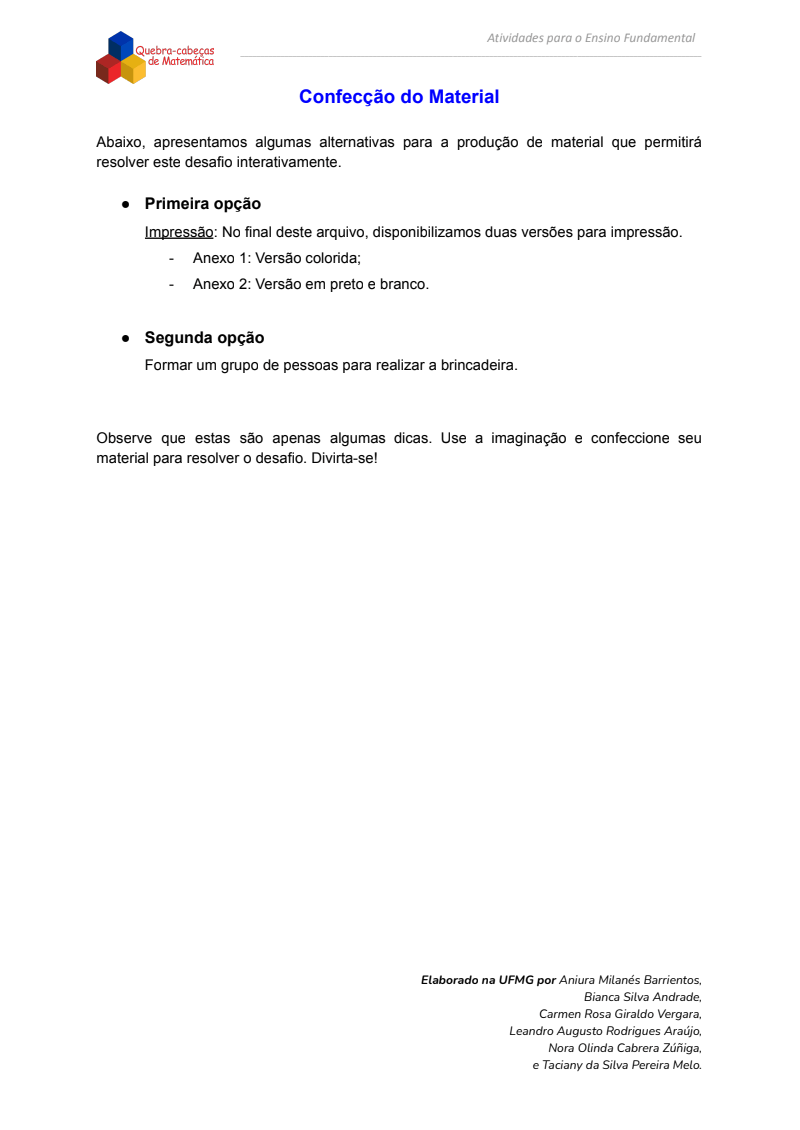 Quebra-cabeças
de Matemática
Atividades para o Ensino Fundamental
Confecção do Material
Abaixo, apresentamos algumas alternativas para a produção de material que permitirá
resolver este desafio interativamente.
● Primeira opção
Impressão: No final deste arquivo, disponibilizamos duas versões para impressão.
- Anexo 1: Versão colorida;
- Anexo 2: Versão em preto e branco.
● Segunda opção
Formar um grupo de pessoas para realizar a brincadeira.
Observe que estas são apenas algumas dicas. Use a imaginação e confeccione seu
material para resolver o desafio. Divirta-se!
Elaborado na UFMG por Aniura Milanés Barrientos,
Bianca Silva Andrade,
Carmen Rosa Giraldo Vergara,
Leandro Augusto Rodrigues Araújo,
Nora Olinda Cabrera Zúñiga,
e Taciany da Silva Pereira Melo.